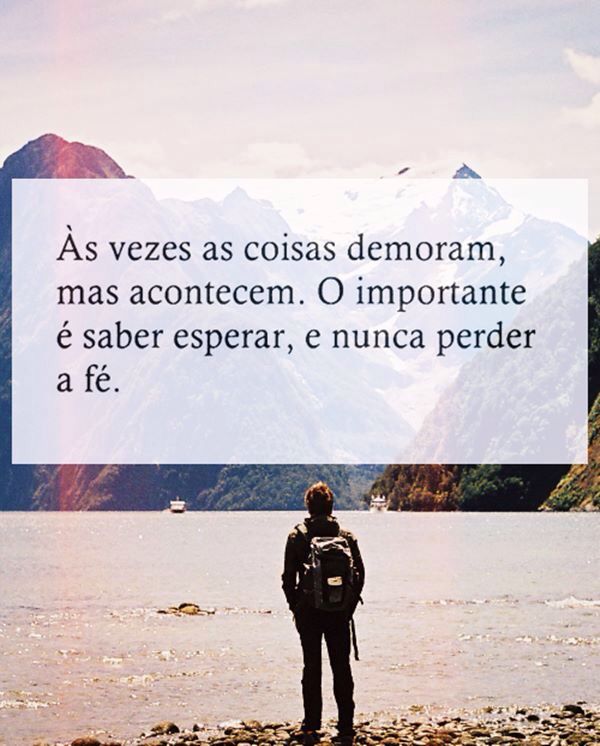 Às vezes as coisas demoram,
mas acontecem. O importante
é saber esperar, e nunca perder
a fé.